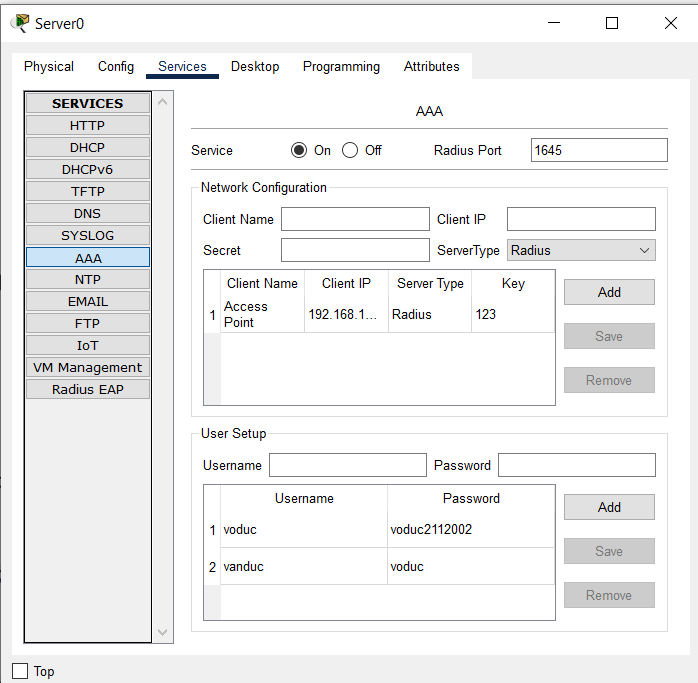 Server0
Physical Config Services Desktop Programming Attributes
SERVICES
HTTP
DHCP
DHCPv6
TFTP
DNS
SYSLOG
AAA
NTP
EMAIL
FTP
IoT
VM Management
Radius EAP
AAA
Service On Off Radius Port 1645
Network Configuration
Client Name Client IP
Secret ServerType Radius
Client Name Client IP Server Type Key
1 Access Point 192.168.1... Radius 123
Add
Save
Remove
User Setup
Username Password
Username Password
1 voduc voduc2112002
2 vanduc voduc
Add
Save
Remove
Top